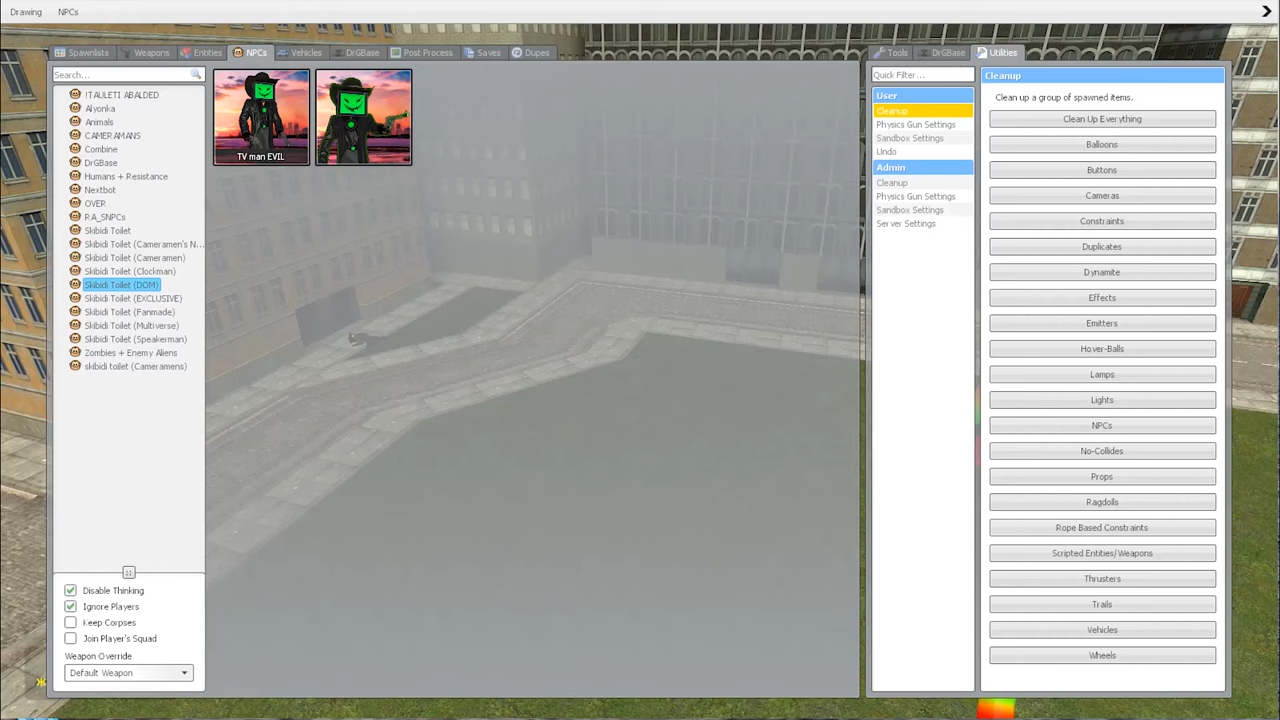 Drawing NPCs
Spawnlists Weapons Entities NPCs Vehicles DrGBase Post Process Saves Dupes
Search...
!TAULETI ABALDED
Alyonka
Animals
CAMERAMANS
Combine
DrGBase
Humans + Resistance
Nextbot
OVER
RA_SNPCs
Skibidi Toilet
Skibidi Toilet (Cameramen's N...
Skibidi Toilet (Cameramen)
Skibidi Toilet (Clockman)
Skibidi Toilet (DOM)
Skibidi Toilet (EXCLUSIVE)
Skibidi Toilet (Fanmade)
Skibidi Toilet (Multiverse)
Skibidi Toilet (Speakerman)
Zombies + Enemy Aliens
skibidi toilet (Cameramens)
Disable Thinking
Ignore Players
Keep Corpses
Join Player's Squad
Weapon Override
Default Weapon
TV man EVIL
Tools DrGBase Utilities
Quick Filter...
User
Cleanup
Physics Gun Settings
Sandbox Settings
Undo
Admin
Cleanup
Physics Gun Settings
Sandbox Settings
Server Settings
Cleanup
Clean up a group of spawned items.
Clean Up Everything
Balloons
Buttons
Cameras
Constraints
Duplicates
Dynamite
Effects
Emitters
Hover-Balls
Lamps
Lights
NPCs
No-Collides
Props
Ragdolls
Rope Based Constraints
Scripted Entities/Weapons
Thrusters
Trails
Vehicles
Wheels
Ж